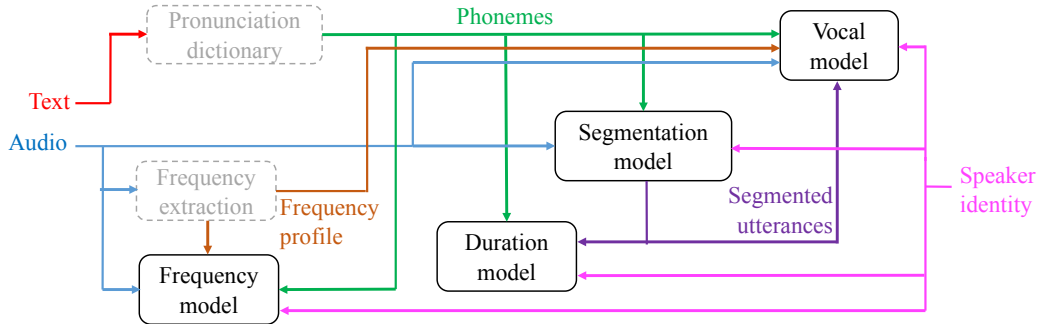 Pronunciation
dictionary
Phonemes
Vocal
model
Text
Audio
Segmentation
model
Frequency
extraction
Frequency
profile
Segmented
utterances
Speaker
identity
Duration
model
Frequency
model